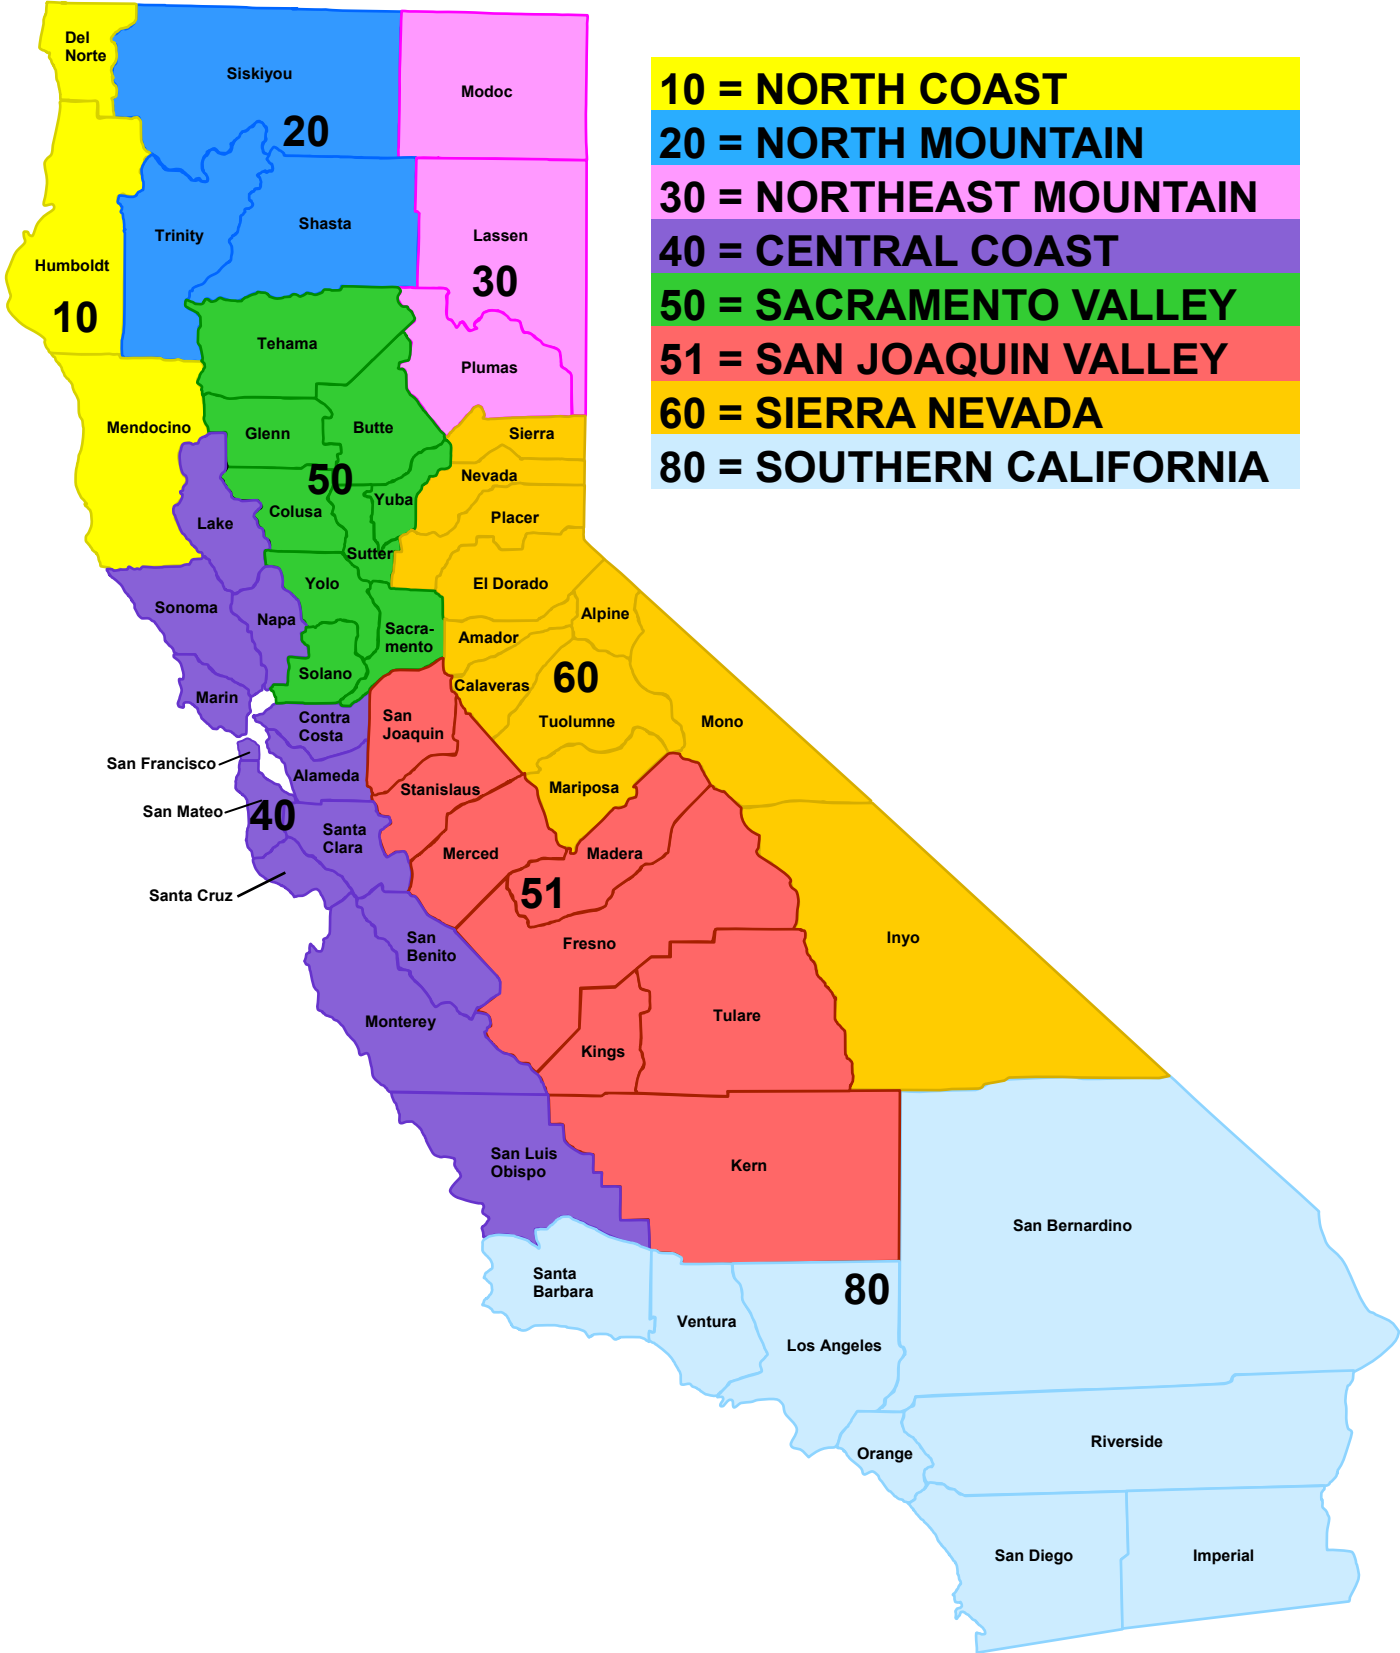 Del
Norte
Siskiyou
Modoc
20
Trinity
Shasta
Lassen
Humboldt
30
10
Tehama
Plumas
Mendocino
Glenn
Butte
Sierra
50
Nevada
Yuba
Colusa
Placer
Lake
Sutter
Yolo
El Dorado
Sonoma
Napa
Alpine
Sacra-
mento
Amador
Solano
60
Calaveras
Marin
Contra
Costa
San
Joaquin
Tuolumne
Mono
San Francisco
Alameda
Stanislaus
Mariposa
San Mateo
40
Santa
Clara
Merced
Madera
Santa Cruz
51
San
Benito
Fresno
Inyo
Monterey
Tulare
Kings
San Luis
Obispo
Kern
San Bernardino
Santa
Barbara
80
Ventura
Los Angeles
Orange
Riverside
San Diego
Imperial
10 = NORTH COAST
20 = NORTH MOUNTAIN
30 = NORTHEAST MOUNTAIN
40 = CENTRAL COAST
50 = SACRAMENTO VALLEY
51 = SAN JOAQUIN VALLEY
60 = SIERRA NEVADA
80 = SOUTHERN CALIFORNIA